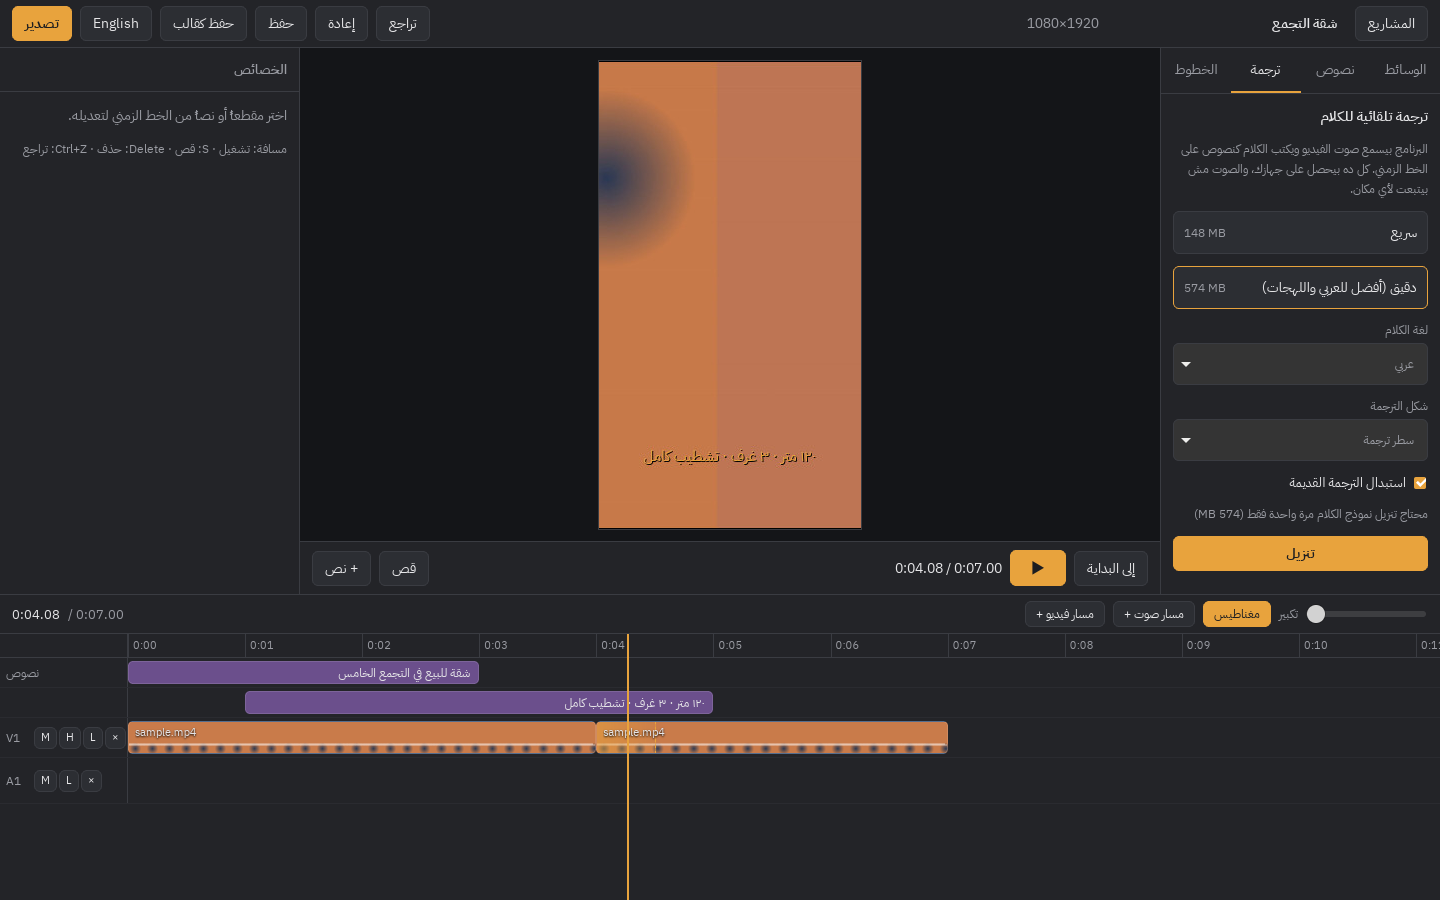 المشاريع
شقة التجمع
1080×1920
تراجع
إعادة
حفظ
حفظ كقالب
English
تصدير
الوسائط
نصوص
ترجمة
الخطوط
ترجمة تلقائية للكلام
البرنامج بيسمع صوت الفيديو ويكتب الكلام كنصوص على
الخط الزمني. كل ده بيحصل على جهازك، والصوت مش
بيتبعت لأي مكان.
سريع
148 MB
دقيق (أفضل للعربي واللهجات)
574 MB
لغة الكلام
عربي
شكل الترجمة
سطر ترجمة
استبدال الترجمة القديمة
محتاج تنزيل نموذج الكلام مرة واحدة فقط (574 MB)
تنزيل
١٢٠ متر · ٣ غرف · تشطيب كامل
إلى البداية
0:04.08 / 0:07.00
قص
+ نص
الخصائص
اختر مقطعًا أو نصًا من الخط الزمني لتعديله.
مسافة: تشغيل · S: قص · Delete: حذف · Ctrl+Z: تراجع
تكبير
مغناطيس
مسار صوت +
مسار فيديو +
0:04.08 / 0:07.00
0:00
0:01
0:02
0:03
0:04
0:05
0:06
0:07
0:08
0:09
0:10
نصوص
شقة للبيع في التجمع الخامس
١٢٠ متر · ٣ غرف · تشطيب كامل
V1 M H L ×
sample.mp4
sample.mp4
A1 M L ×